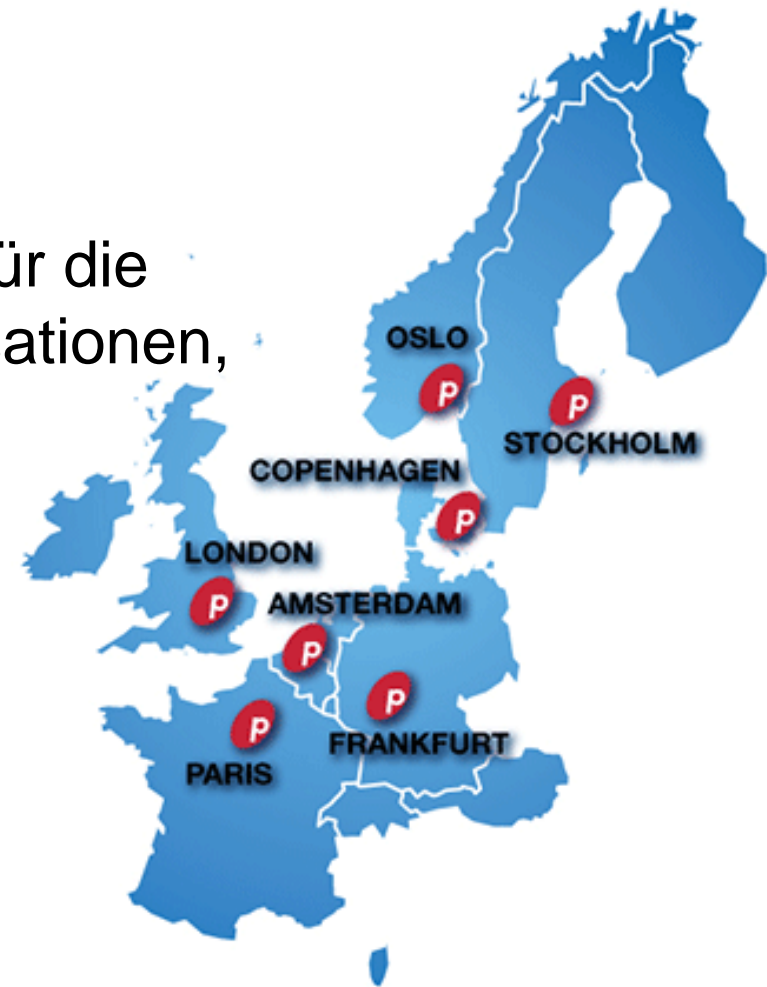 ür die
ationen,
OSLO
p
p
STOCKHOLM
COPENHAGEN
p
LONDON
p
AMSTERDAM
p
p
FRANKFURT
p
PARIS